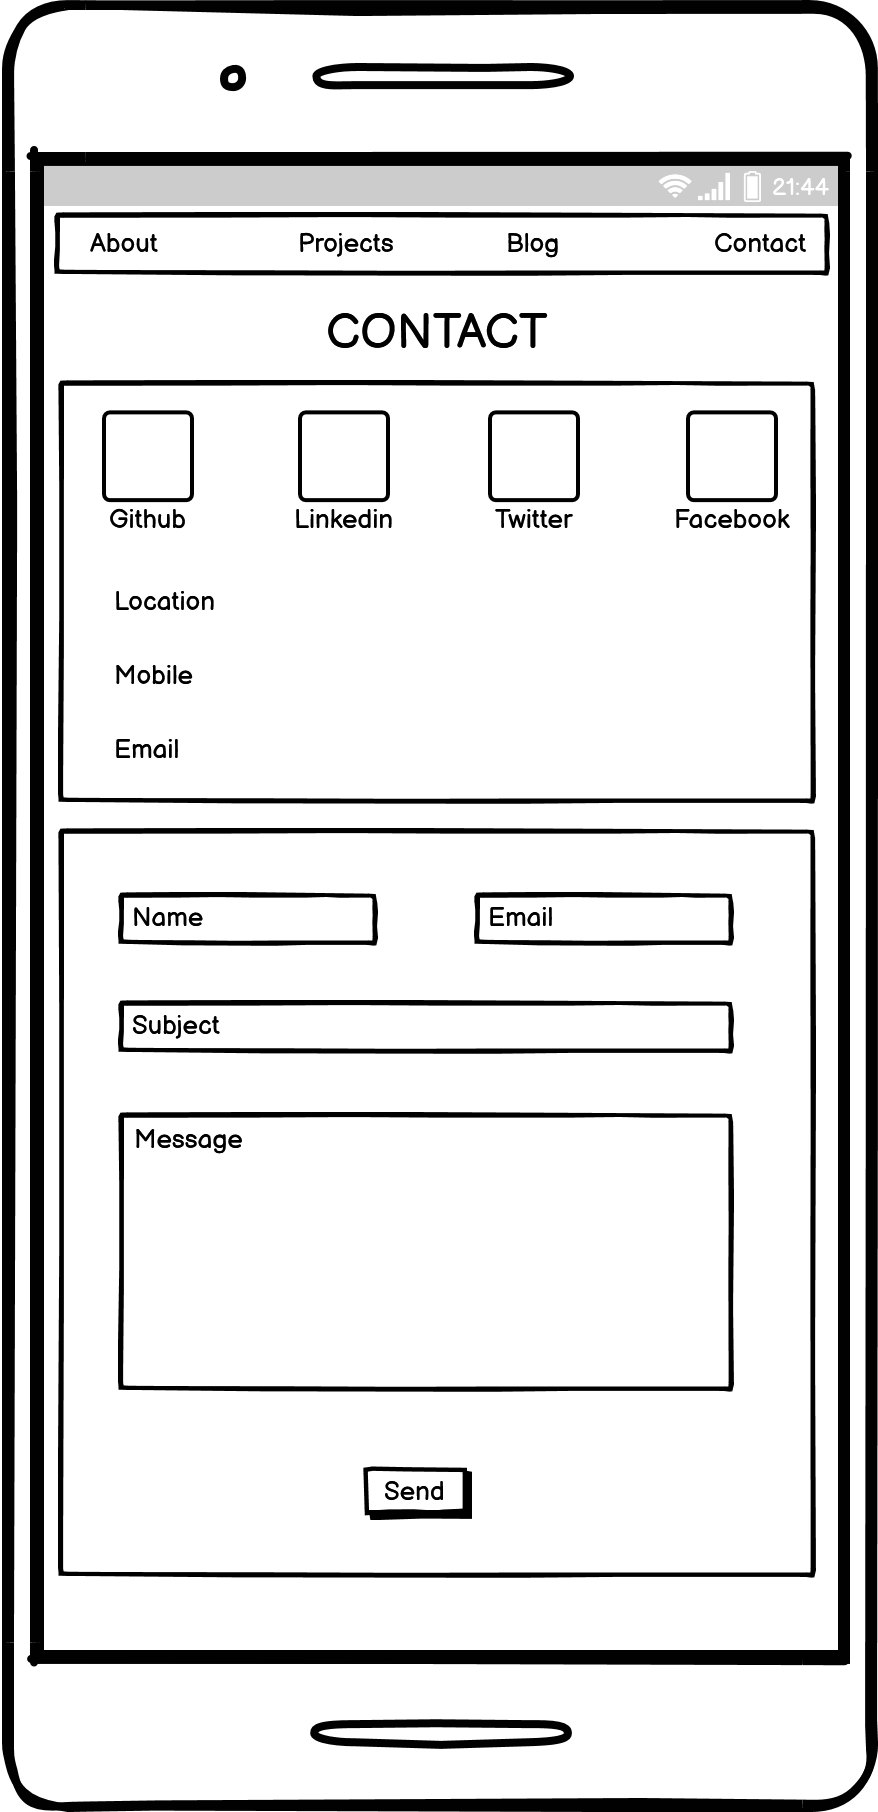 21:44
About Projects Blog Contact
CONTACT
Github Linkedin Twitter Facebook
Location
Mobile
Email
Name Email
Subject
Message
Send